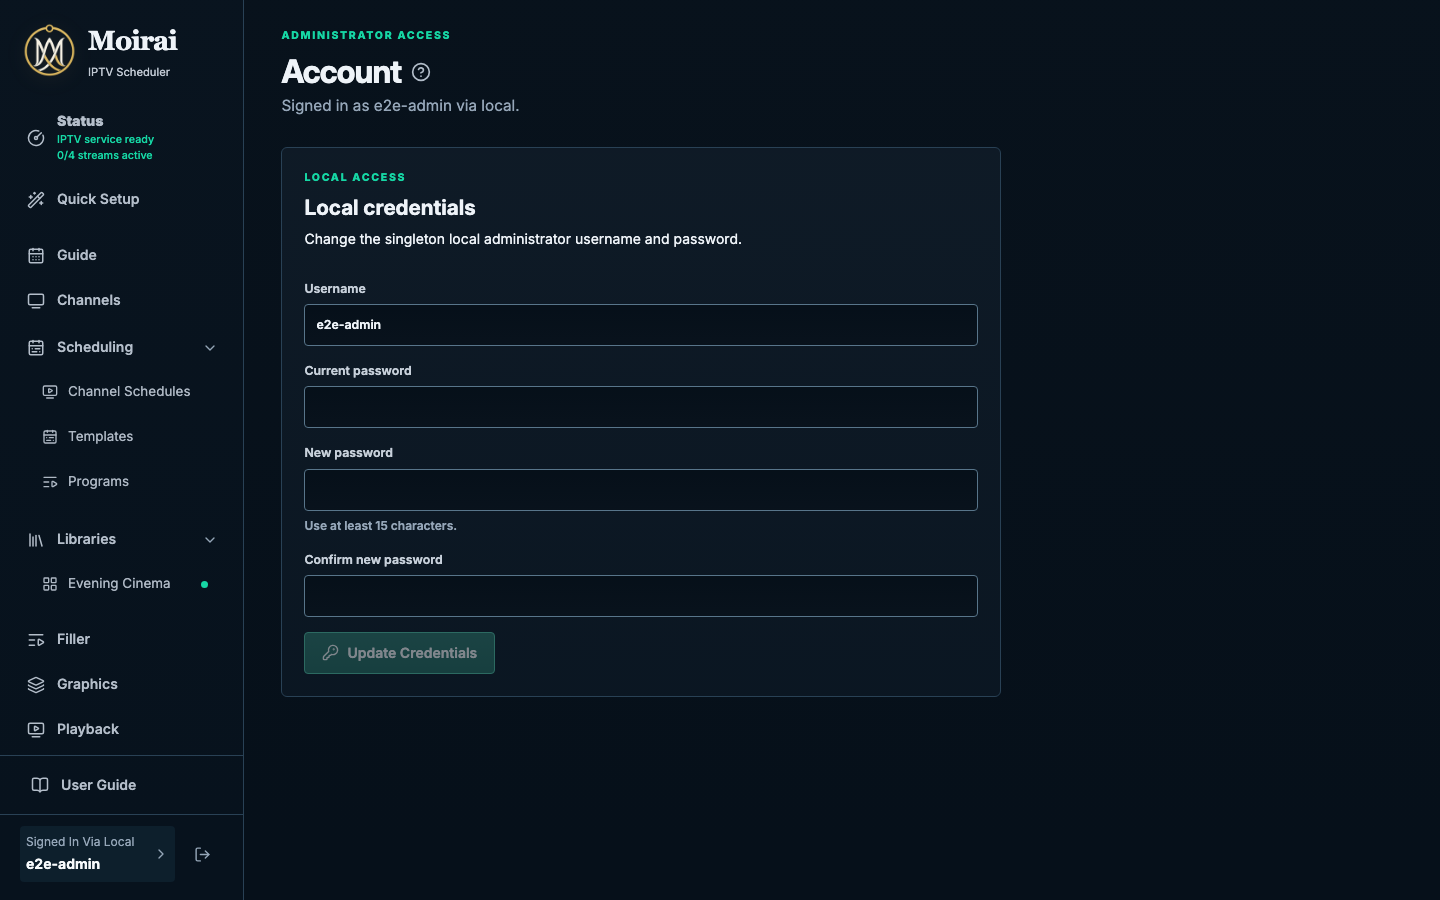 Moirai
IPTV Scheduler
Status
IPTV service ready
0/4 streams active
Quick Setup
Guide
Channels
Scheduling
Channel Schedules
Templates
Programs
Libraries
Evening Cinema
Filler
Graphics
Playback
User Guide
Signed In Via Local
e2e-admin
ADMINISTRATOR ACCESS
Account
Signed in as e2e-admin via local.
LOCAL ACCESS
Local credentials
Change the singleton local administrator username and password.
Username
e2e-admin
Current password
New password
Use at least 15 characters.
Confirm new password
Update Credentials